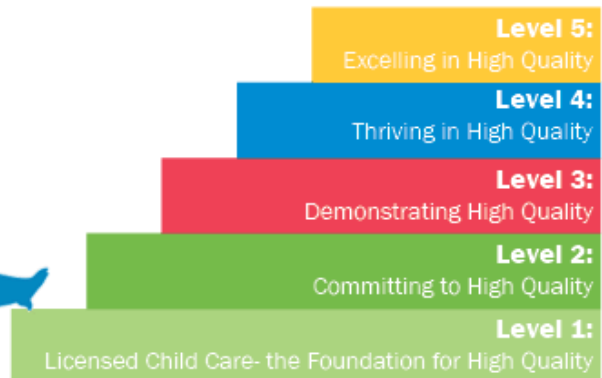 Level 5:
Excelling in High Quality
Level 4:
Thriving in High Quality
Level 3:
Demonstrating High Quality
Level 2:
Committing to High Quality
Level 1:
Licensed Child Care- the Foundation for High Quality